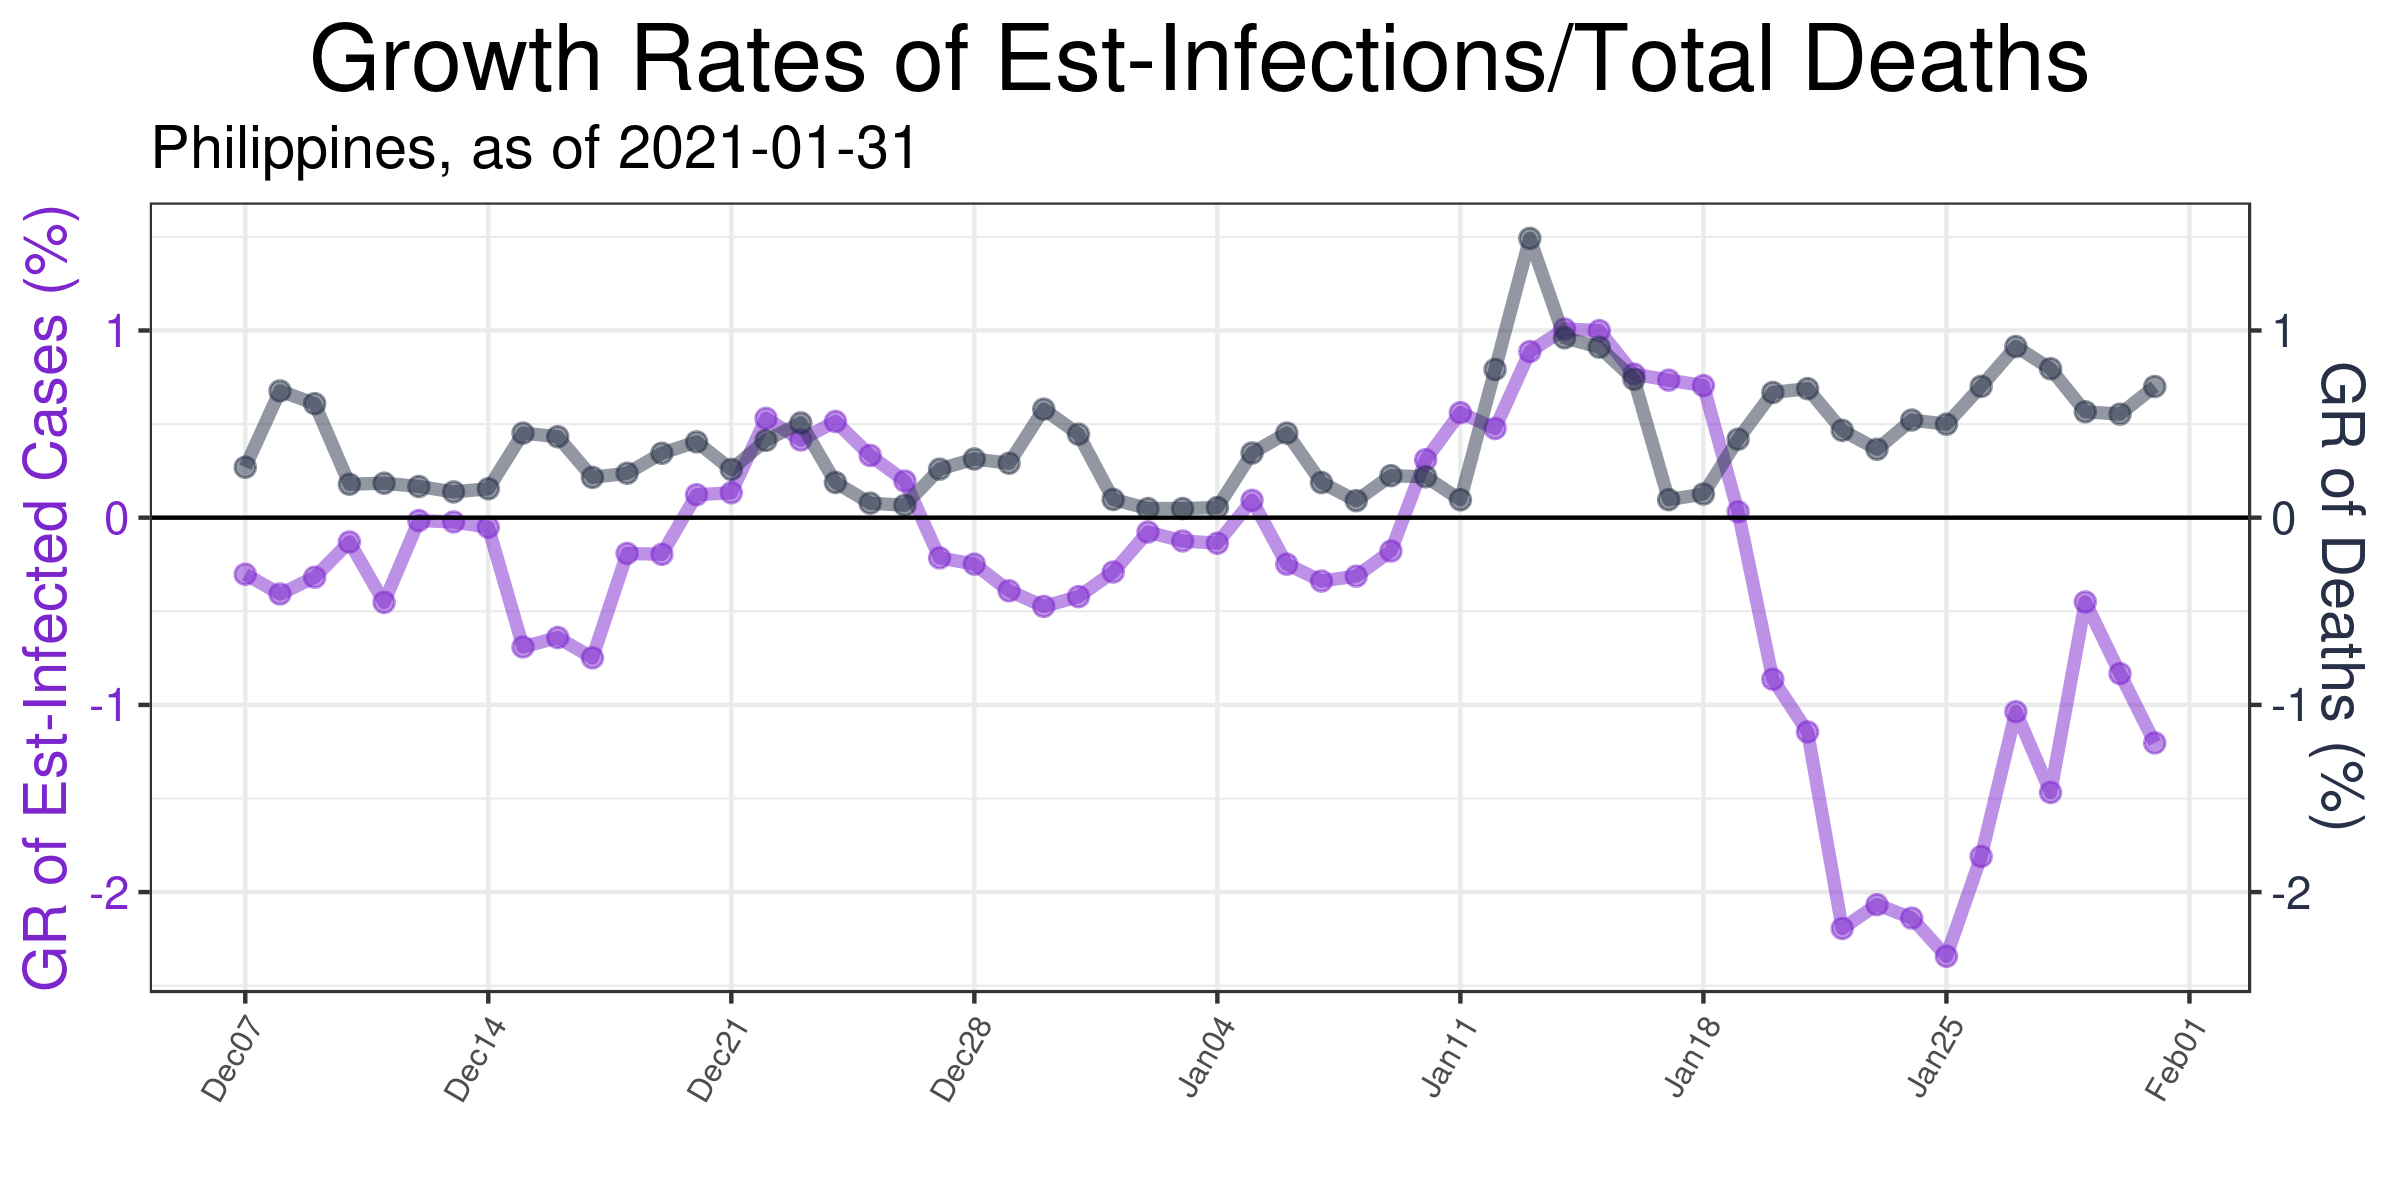 Growth Rates of Est-Infections/Total Deaths
Philippines, as of 2021-01-31
GR of Est-Infected Cases (%)
1
0
-1
-2
1
0
-1
-2
GR of Deaths (%)
Dec07
Dec14
Dec21
Dec28
Jan04
Jan11
Jan18
Jan25
Feb01